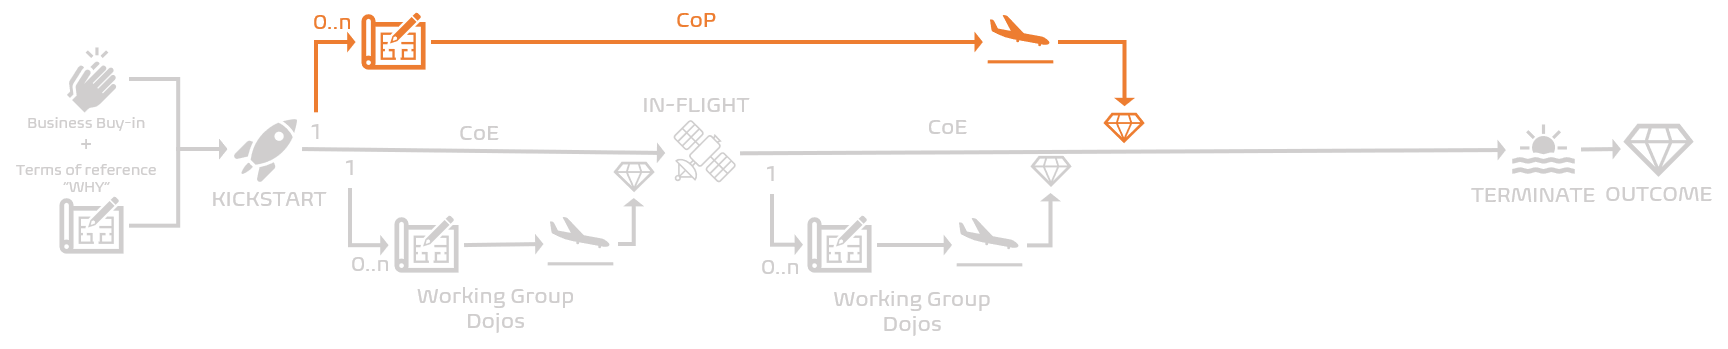 0..n
CoP
IN-FLIGHT
Business Buy-in
+
Terms of reference
"WHY"
1
CoE
CoE
KICKSTART
1
1
TERMINATE
OUTCOME
0..n
0..n
Working Group
Dojos
Working Group
Dojos